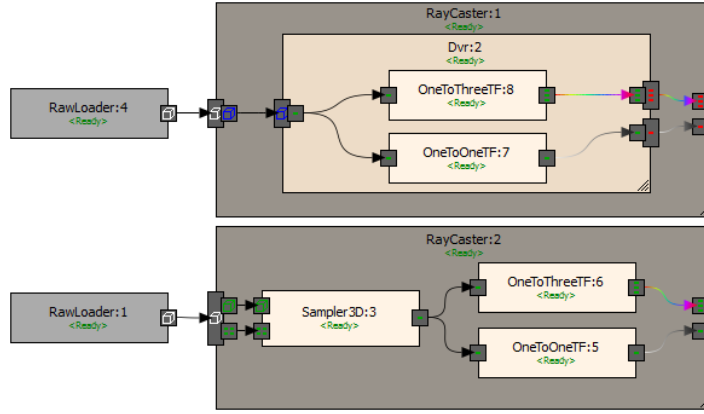 RayCaster:1
<Ready>
Dvr:2
<Ready>
OneToThreeTF:8
<Ready>
RawLoader:4
<Ready>
OneToOneTF:7
<Ready>
RayCaster:2
<Ready>
OneToThreeTF:6
<Ready>
RawLoader:1
<Ready>
Sampler3D:3
<Ready>
OneToOneTF:5
<Ready>